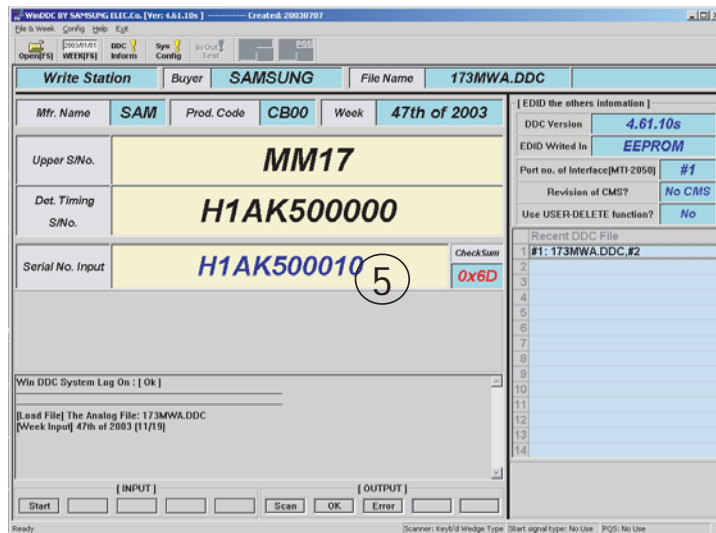 WinDDC BY SAMSUNG ELEC.Co. [Ver: 4.61.10s ] ----------- Created: 20030707
File & Week Config Help Exit
Open[F5] 2003/01/01 WEEK[F6] DDC Inform Sys Config In/Out Test PQS
Write Station Buyer SAMSUNG File Name 173MWA.DDC
Mfr. Name SAM Prod. Code CB00 Week 47th of 2003
Upper S/No. MM17
Det. Timing S/No. H1AK500000
Serial No. Input H1AK500010 CheckSum 0x6D
5
[ EDID the others infomation ]
DDC Version 4.61.10s
EDID Writed In EEPROM
Port no. of Interface[MTI-2050] #1
Revision of CMS? No CMS
Use USER-DELETE function? No
Recent DDC File
1 #1: 173MWA.DDC,#2
2
3
4
5
6
7
8
9
10
11
12
13
14
Win DDC System Log On : [ Ok ]
[Load File] The Analog File: 173MWA.DDC
[Week Input] 47th of 2003 (11/19)
[ INPUT ] [ OUTPUT ]
Start Scan OK Error
Ready Scanner: Keyb'd Wedge Type Start signal type: No Use PQS: No Use